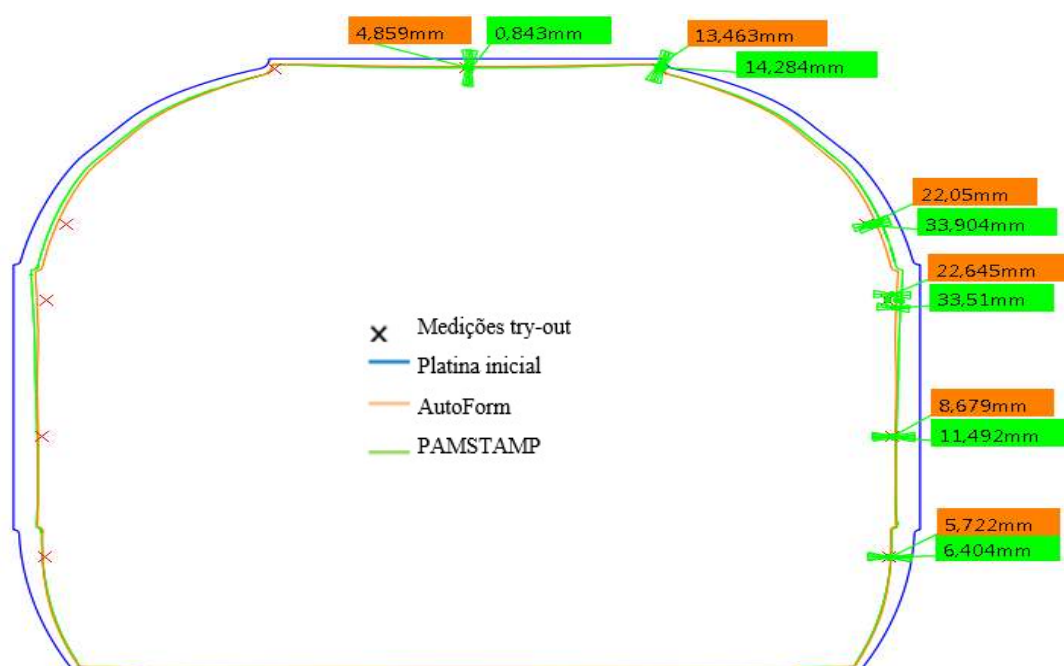 4,859mm
0,843mm
13,463mm
14,284mm
22,05mm
33,904mm
22,645mm
33,51mm
Medições try-out
Platina inicial
AutoForm
PAMSTAMP
8,679mm
11,492mm
5,722mm
6,404mm